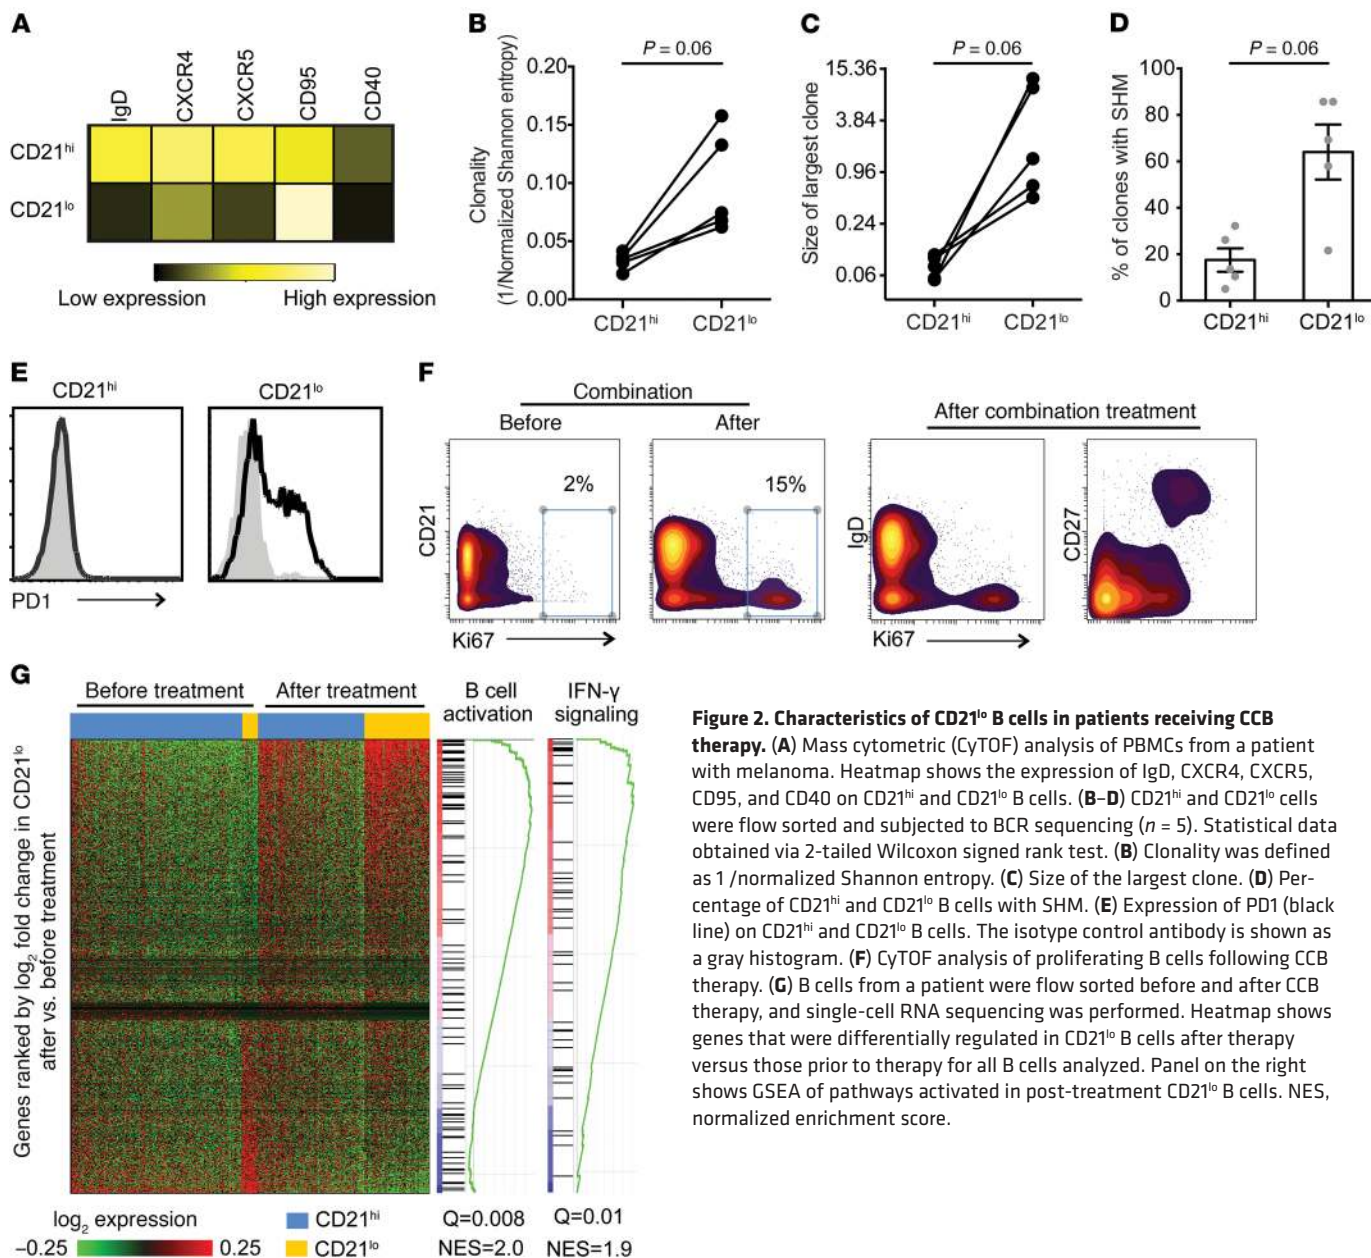 A
IgD
CXCR4
CXCR5
CD95
CD40
CD21hi
CD21lo
Low expression
High expression
B
P = 0.06
Clonality
(1/Normalized Shannon entropy)
0.20
0.15
0.10
0.05
0.00
CD21hi
CD21lo
C
P = 0.06
Size of largest clone
15.36
3.84
0.96
0.24
0.06
CD21hi
CD21lo
D
P = 0.06
% of clones with SHM
100
80
60
40
20
0
CD21hi
CD21lo
E
CD21hi
CD21lo
PD1
F
Combination
Before
After
After combination treatment
2%
15%
CD21
IgD
CD27
Ki67
Ki67
G
Before treatment
After treatment
B cell
activation
IFN-γ
signaling
Genes ranked by log2 fold change in CD21lo
after vs. before treatment
log2 expression
−0.25
0.25
CD21hi
CD21lo
Q=0.008
NES=2.0
Q=0.01
NES=1.9
Figure 2. Characteristics of CD21lo B cells in patients receiving CCB
therapy. (A) Mass cytometric (CyTOF) analysis of PBMCs from a patient
with melanoma. Heatmap shows the expression of IgD, CXCR4, CXCR5,
CD95, and CD40 on CD21hi and CD21lo B cells. (B–D) CD21hi and CD21lo cells
were flow sorted and subjected to BCR sequencing (n = 5). Statistical data
obtained via 2-tailed Wilcoxon signed rank test. (B) Clonality was defined
as 1 /normalized Shannon entropy. (C) Size of the largest clone. (D) Per-
centage of CD21hi and CD21lo B cells with SHM. (E) Expression of PD1 (black
line) on CD21hi and CD21lo B cells. The isotype control antibody is shown as
a gray histogram. (F) CyTOF analysis of proliferating B cells following CCB
therapy. (G) B cells from a patient were flow sorted before and after CCB
therapy, and single-cell RNA sequencing was performed. Heatmap shows
genes that were differentially regulated in CD21lo B cells after therapy
versus those prior to therapy for all B cells analyzed. Panel on the right
shows GSEA of pathways activated in post-treatment CD21lo B cells. NES,
normalized enrichment score.